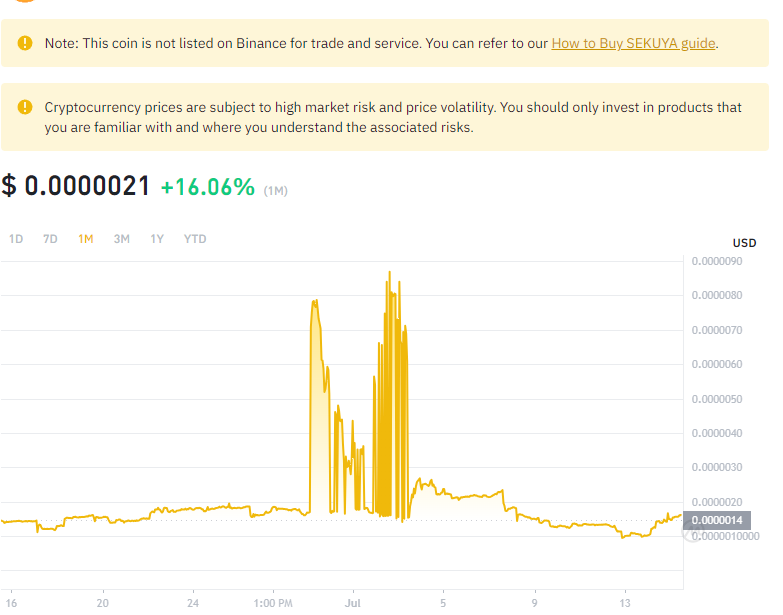 Note: This coin is not listed on Binance for trade and service. You can refer to our How to Buy SEKUYA guide.
Cryptocurrency prices are subject to high market risk and price volatility. You should only invest in products that
you are familiar with and where you understand the associated risks.
$ 0.0000021 +16.06% (1M)
1D 7D 1M 3M 1Y YTD
USD
0.0000090
0.0000080
0.0000070
0.0000060
0.0000050
0.0000040
0.0000030
0.0000020
0.0000014
0.0000010000
16 20 24 1:00 PM Jul 5 9 13